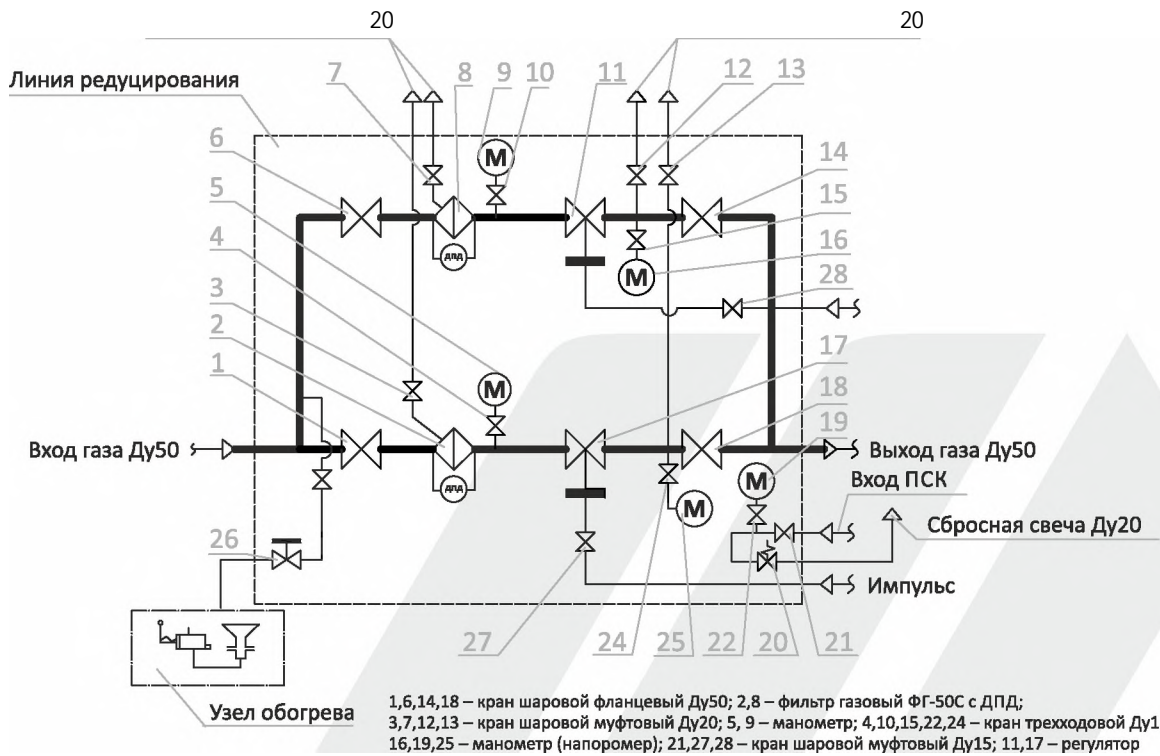 20 20
Линия редуцирования
7 8 9 10 11 12 13
М
6
14
5
15
4
ДПД
М
16
3
28
2
17
1
М
18
19
Вход газа Ду50
Выход газа Ду50
ДПД
М
М
Вход ПСК
Сбросная свеча Ду20
26
Импульс
27 24 25 22 20 21
Узел обогрева
1,6,14,18 – кран шаровой фланцевый Ду50; 2,8 – фильтр газовый ФГ-50С с ДПД;
3,7,12,13 – кран шаровой муфтовый Ду20; 5, 9 – манометр; 4,10,15,22,24 – кран трехходовой Ду1
16,19,25 – манометр (напоромер); 21,27,28 – кран шаровой муфтовый Ду15; 11,17 – регулятор